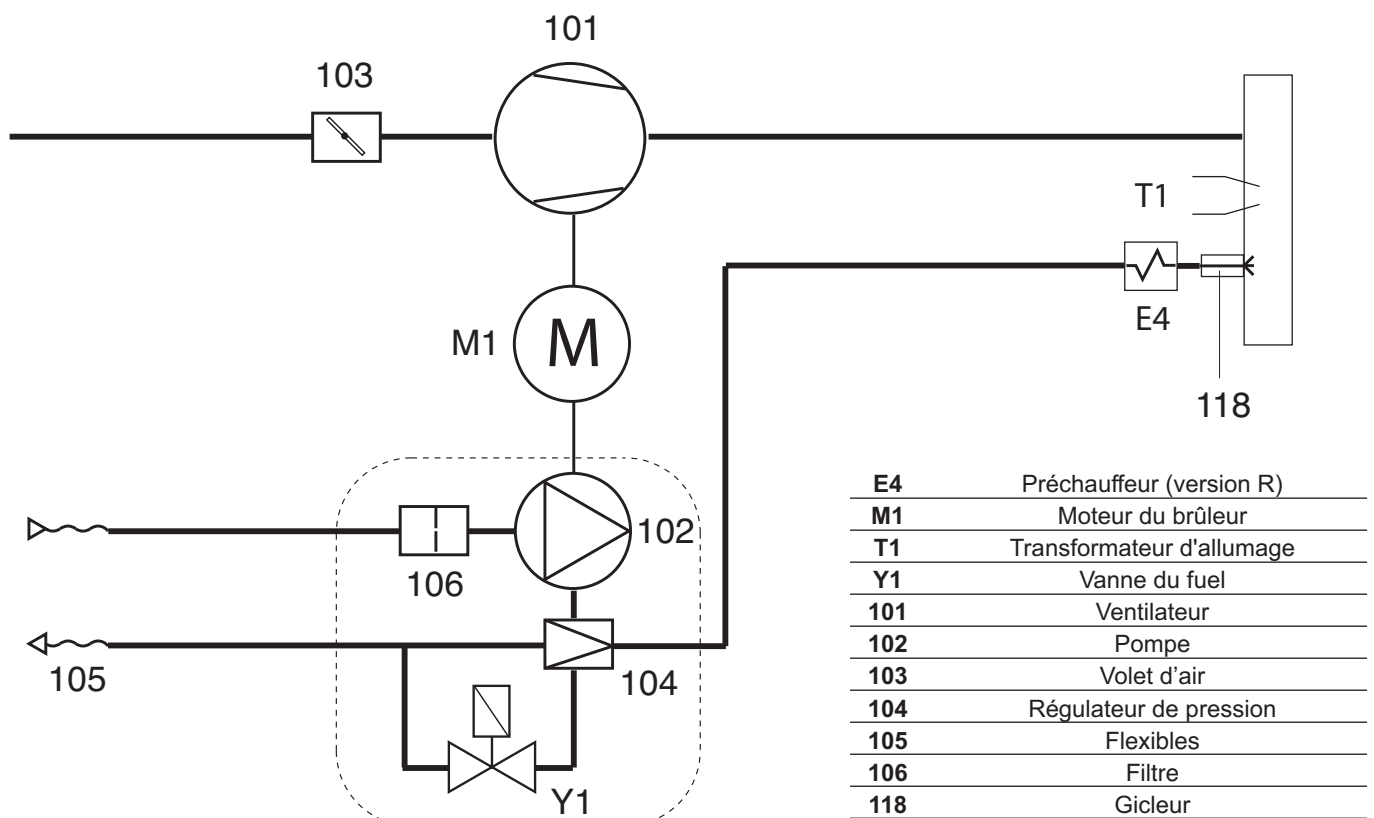 101
103
T1
E4
M1
M
118
102
106
105
104
Y1
E4 Préchauffeur (version R)
M1 Moteur du brûleur
T1 Transformateur d'allumage
Y1 Vanne du fuel
101 Ventilateur
102 Pompe
103 Volet d’air
104 Régulateur de pression
105 Flexibles
106 Filtre
118 Gicleur